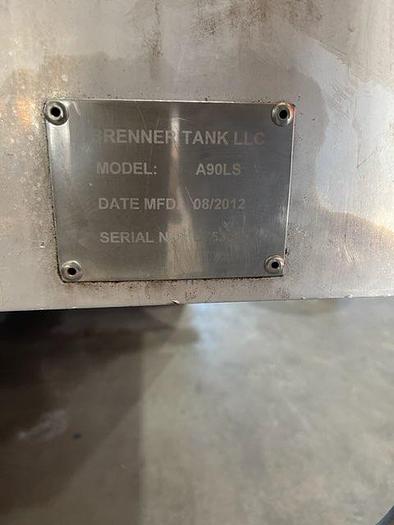 BRENNER TANK LLC
MODEL: A90LS
DATE MFD. 08/2012
SERIAL